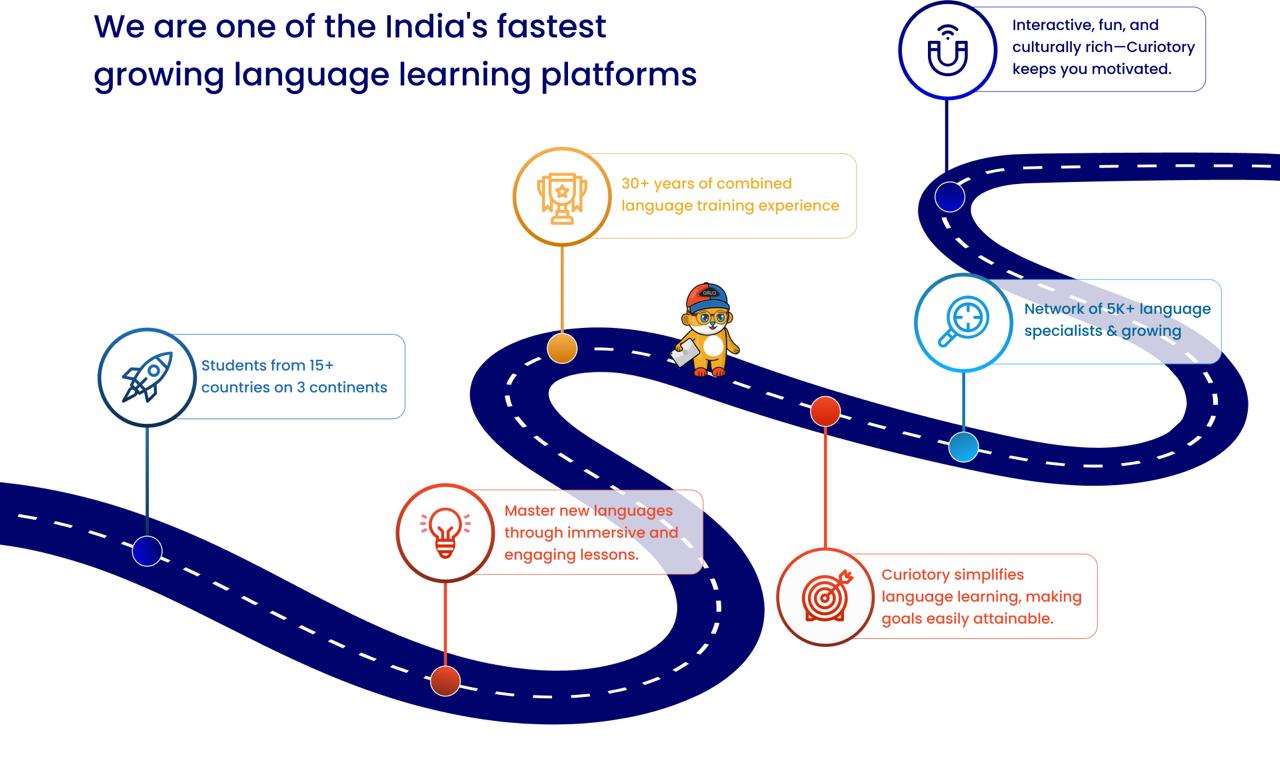 We are one of the India's fastest
growing language learning platforms
Interactive, fun, and
culturally rich—Curiotory
keeps you motivated.
30+ years of combined
language training experience
Network of 5K+ language
specialists & growing
Students from 15+
countries on 3 continents
Master new languages
through immersive and
engaging lessons.
Curiotory simplifies
language learning, making
goals easily attainable.